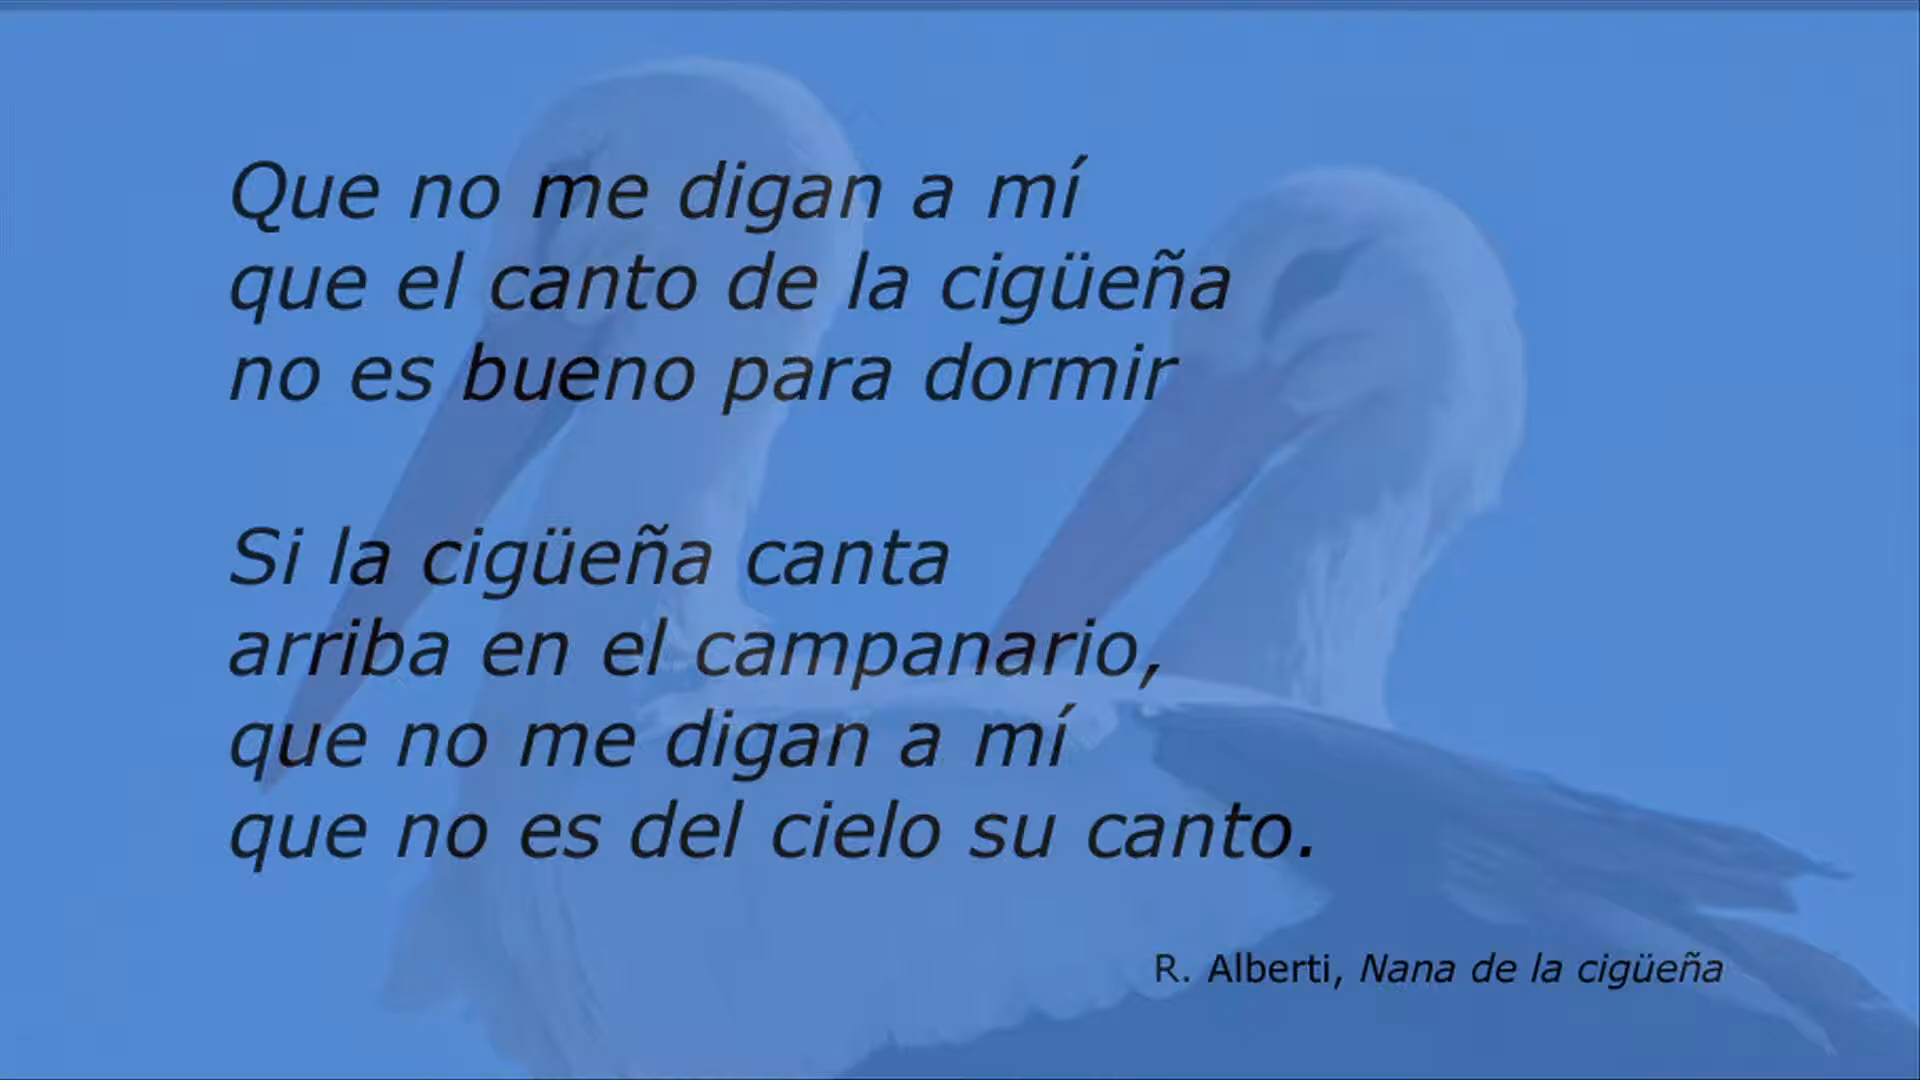 Que no me digan a mí
que el canto de la cigüeña
no es bueno para dormir
Si la cigüeña canta
arriba en el campanario,
que no me digan a mí
que no es del cielo su canto.
R. Alberti, Nana de la cigüeña